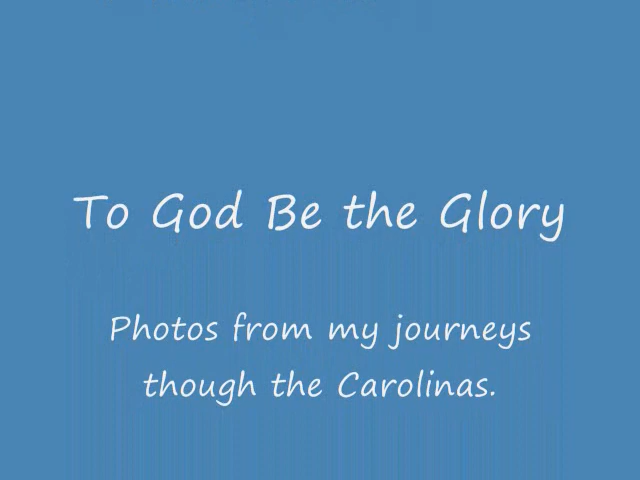 To God Be the Glory
Photos from my journeys
though the Carolinas.